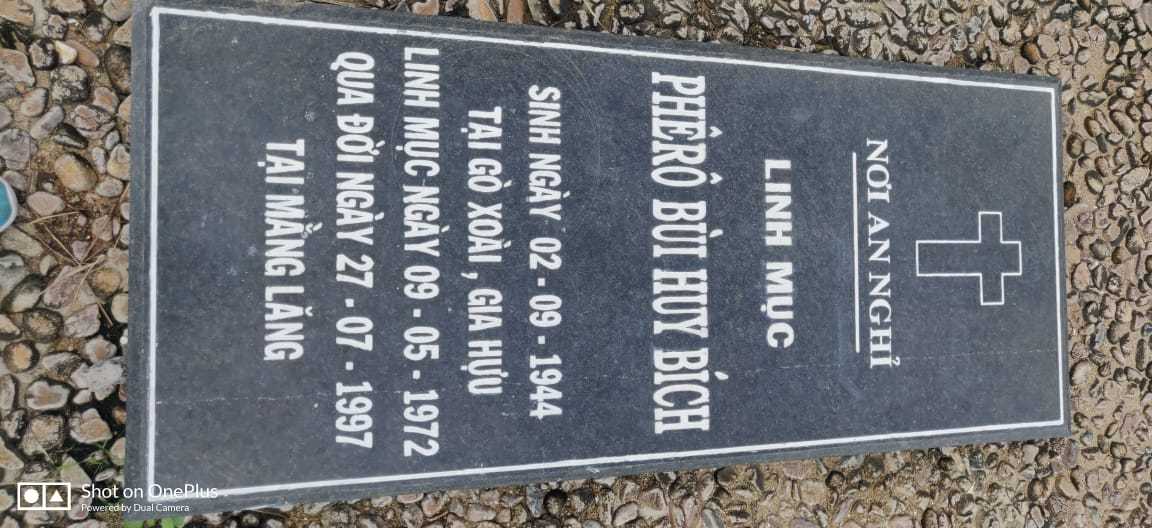 NƠI AN NGHỈ
LINH MỤC
PHÊRÔ BÙI HUY BÍCH
SINH NGÀY 02 - 09 - 1944
TẠI GÒ XOÀI , GIA HỰU
LINH MỤC NGÀY 09 - 05 - 1972
QUA ĐỜI NGÀY 27 - 07 - 1997
TẠI MẰNG LĂNG
Shot on OnePlus
Powered by Dual Camera